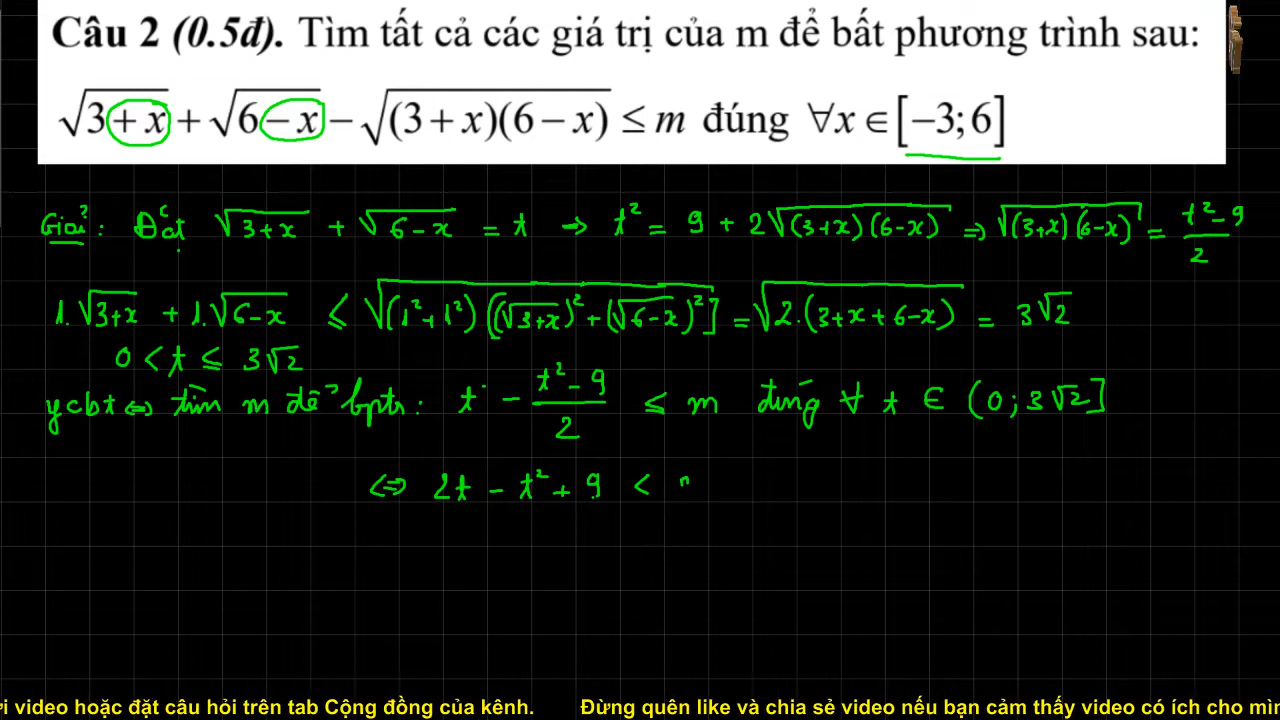 Câu 2 (0.5đ). Tìm tất cả các giá trị của m để bất phương trình sau:
√(3+x) + √(6−x) − √((3+x)(6−x)) ≤ m đúng ∀x ∈ [−3;6]
Giải: Đặt √(3+x) + √(6−x) = t ⇒ t² = 9 + 2√((3+x)(6−x)) ⇒ √((3+x)(6−x)) = (t²−9)/2
1.√(3+x) + 1.√(6−x) ≤ √((1²+1²)((√(3+x))²+(√(6−x))²]) = √(2.(3+x+6−x)) = 3√2
0 < t ≤ 3√2
ycbt ⇔ tìm m để bptr: t − (t²−9)/2 ≤ m đúng ∀ t ∈ (0; 3√2]
⇔ 2t − t² + 9 <
ời video hoặc đặt câu hỏi trên tab Cộng đồng của kênh. Đừng quên like và chia sẻ video nếu bạn cảm thấy video có ích cho mìn